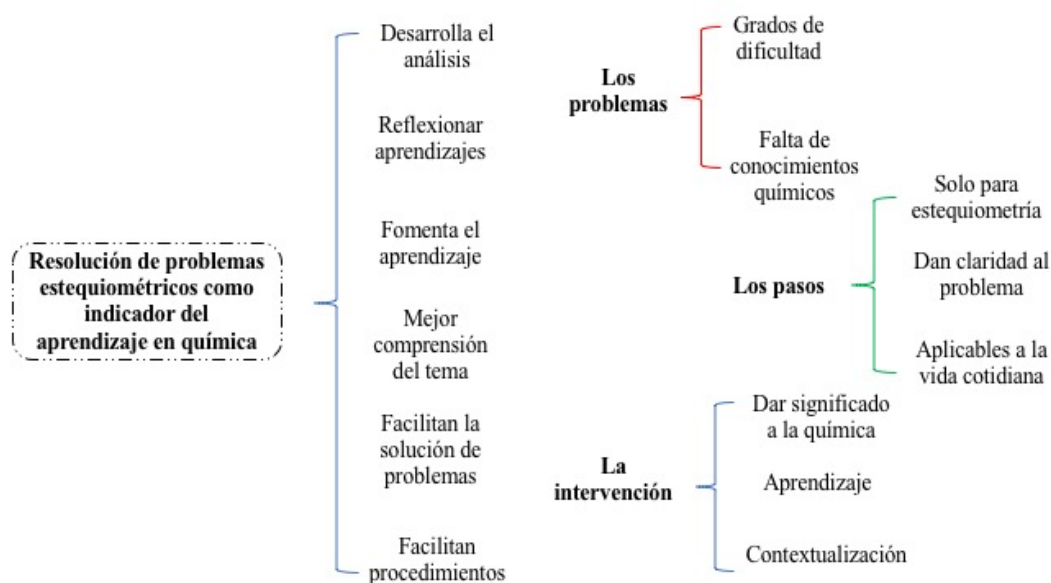 Resolución de problemas
estequiométricos como
indicador del
aprendizaje en química
Desarrolla el
análisis
Reflexionar
aprendizajes
Fomenta el
aprendizaje
Mejor
comprensión
del tema
Facilitan la
solución de
problemas
Facilitan
procedimientos
Los
problemas
Grados de
dificultad
Falta de
conocimientos
químicos
Los pasos
Solo para
estequiometría
Dan claridad al
problema
Aplicables a la
vida cotidiana
La
intervención
Dar significado
a la química
Aprendizaje
Contextualización